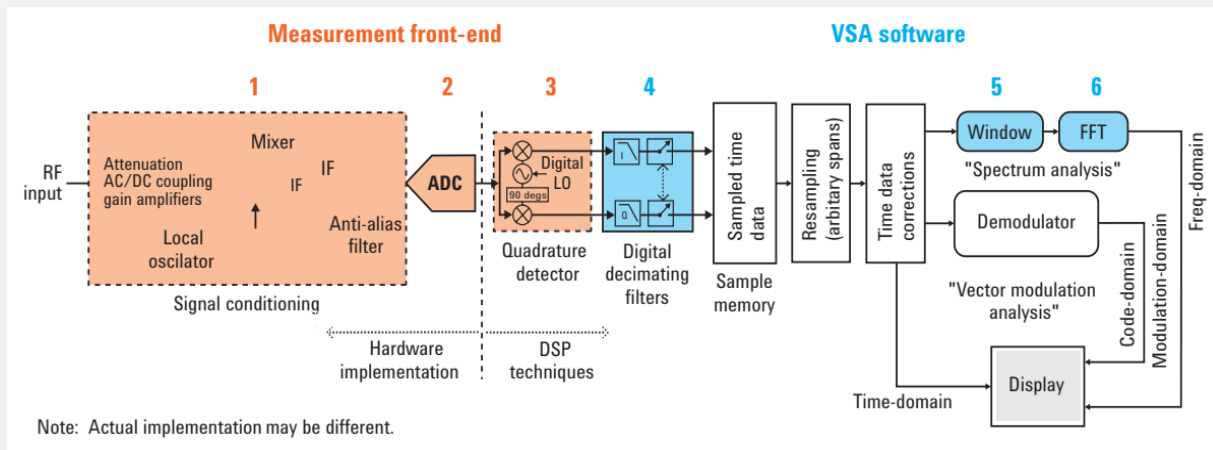 Measurement front-end
VSA software
1
2
3
4
5
6
RF
input
Attenuation
AC/DC coupling
gain amplifiers
Mixer
IF
IF
Local
oscilator
Anti-alias
filter
Signal conditioning
ADC
Digital
LO
90 degs
Quadrature
detector
I
Q
Digital
decimating
filters
Sampled time
data
Sample
memory
Resampling
(arbitrary spans)
Time data
corrections
Window
FFT
"Spectrum analysis"
Demodulator
"Vector modulation
analysis"
Code-domain
Modulation-domain
Freq-domain
Hardware
implementation
DSP
techniques
Time-domain
Display
Note: Actual implementation may be different.